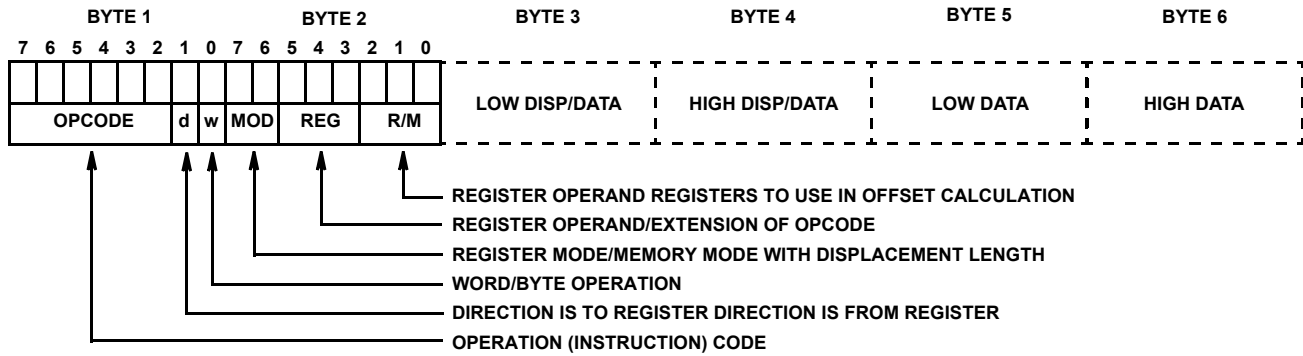 BYTE 1 BYTE 2 BYTE 3 BYTE 4 BYTE 5 BYTE 6
7 6 5 4 3 2 1 0 7 6 5 4 3 2 1 0
LOW DISP/DATA HIGH DISP/DATA LOW DATA HIGH DATA
OPCODE d w MOD REG R/M
REGISTER OPERAND REGISTERS TO USE IN OFFSET CALCULATION
REGISTER OPERAND/EXTENSION OF OPCODE
REGISTER MODE/MEMORY MODE WITH DISPLACEMENT LENGTH
WORD/BYTE OPERATION
DIRECTION IS TO REGISTER DIRECTION IS FROM REGISTER
OPERATION (INSTRUCTION) CODE